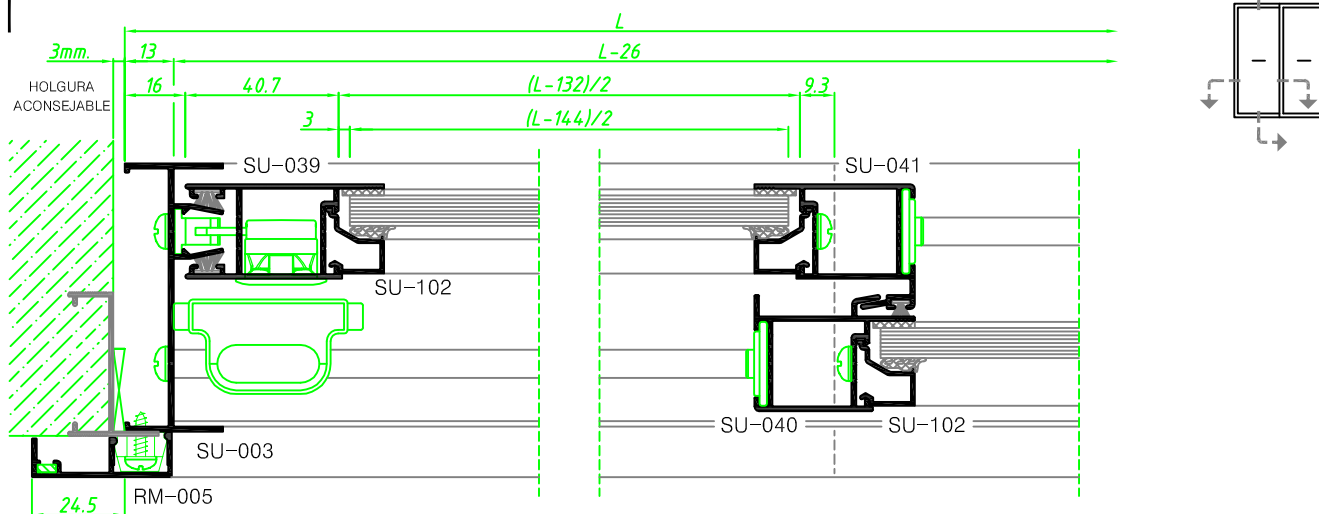 L
3mm. 13 L-26
HOLGURA
ACONSEJABLE
16 40.7 (L-132)/2 9.3
3 (L-144)/2
SU-039 SU-041
SU-102
SU-040 SU-102
SU-003
RM-005
24.5